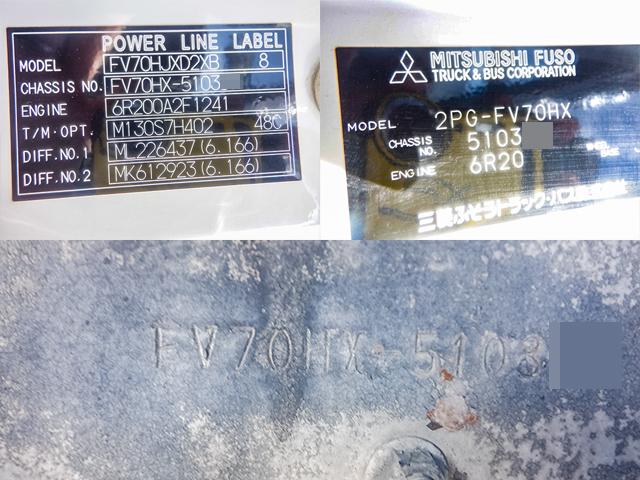 POWER LINE LABEL
MODEL FV70HJXD2XB 8
CHASSIS NO. FV70HX-5103
ENGINE 6R200A2F1241
T/M·OPT. M130S7H402 480
DIFF.NO.1 ML226437(6.166)
DIFF.NO.2 MK612923(6.166)
MITSUBISHI FUSO
TRUCK & BUS CORPORATION
MODEL 2PG-FV70HX
CHASSIS NO. 5103
ENGINE 6R20
三菱ふそうトラック・バス株式会社
FV70HX-5103